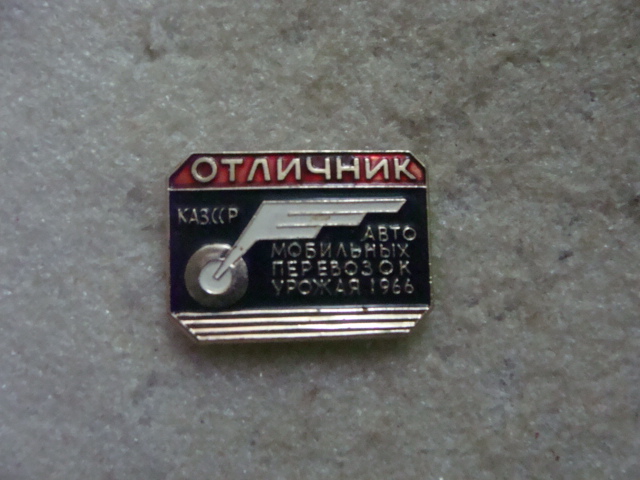 ОТЛИЧНИК
КАЗССР
АВТО
МОБИЛЬНЫХ
ПЕРЕВОЗОК
УРОЖАЯ 1966